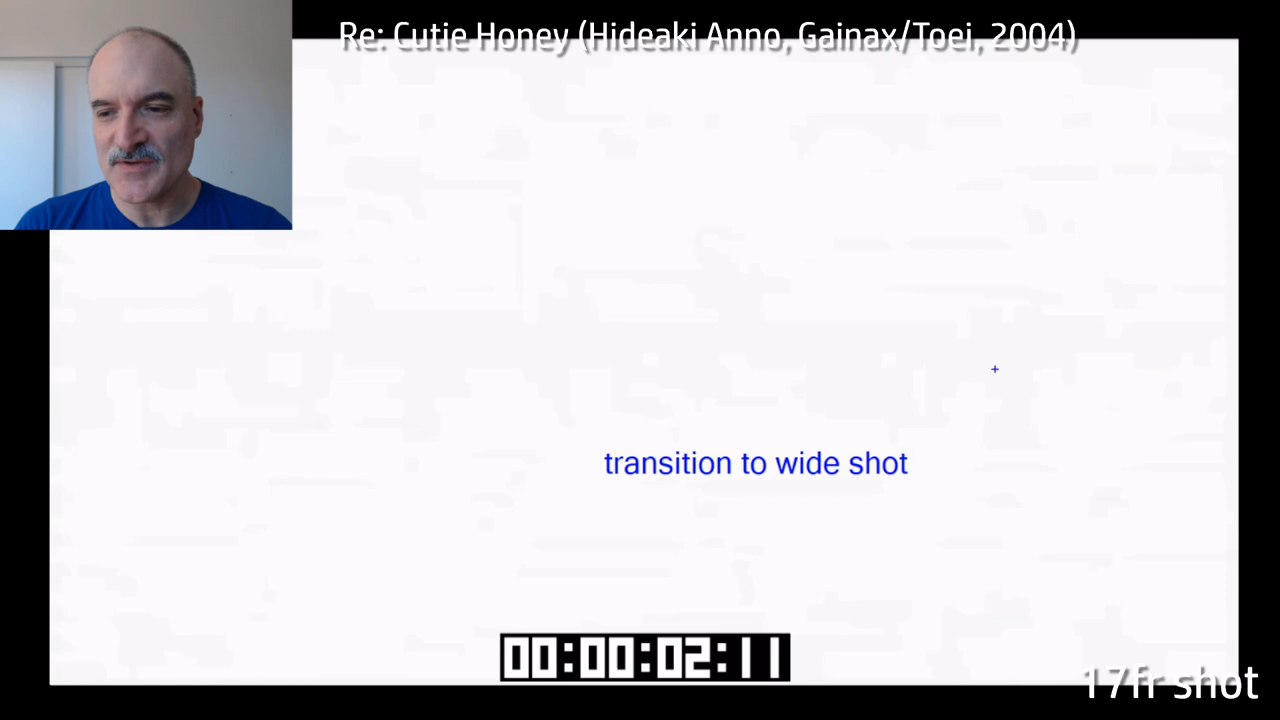 Re: Cutie Honey (Hideaki Anno, Gainax/Toei, 2004)
transition to wide shot
00:00:02:11
17fr shot